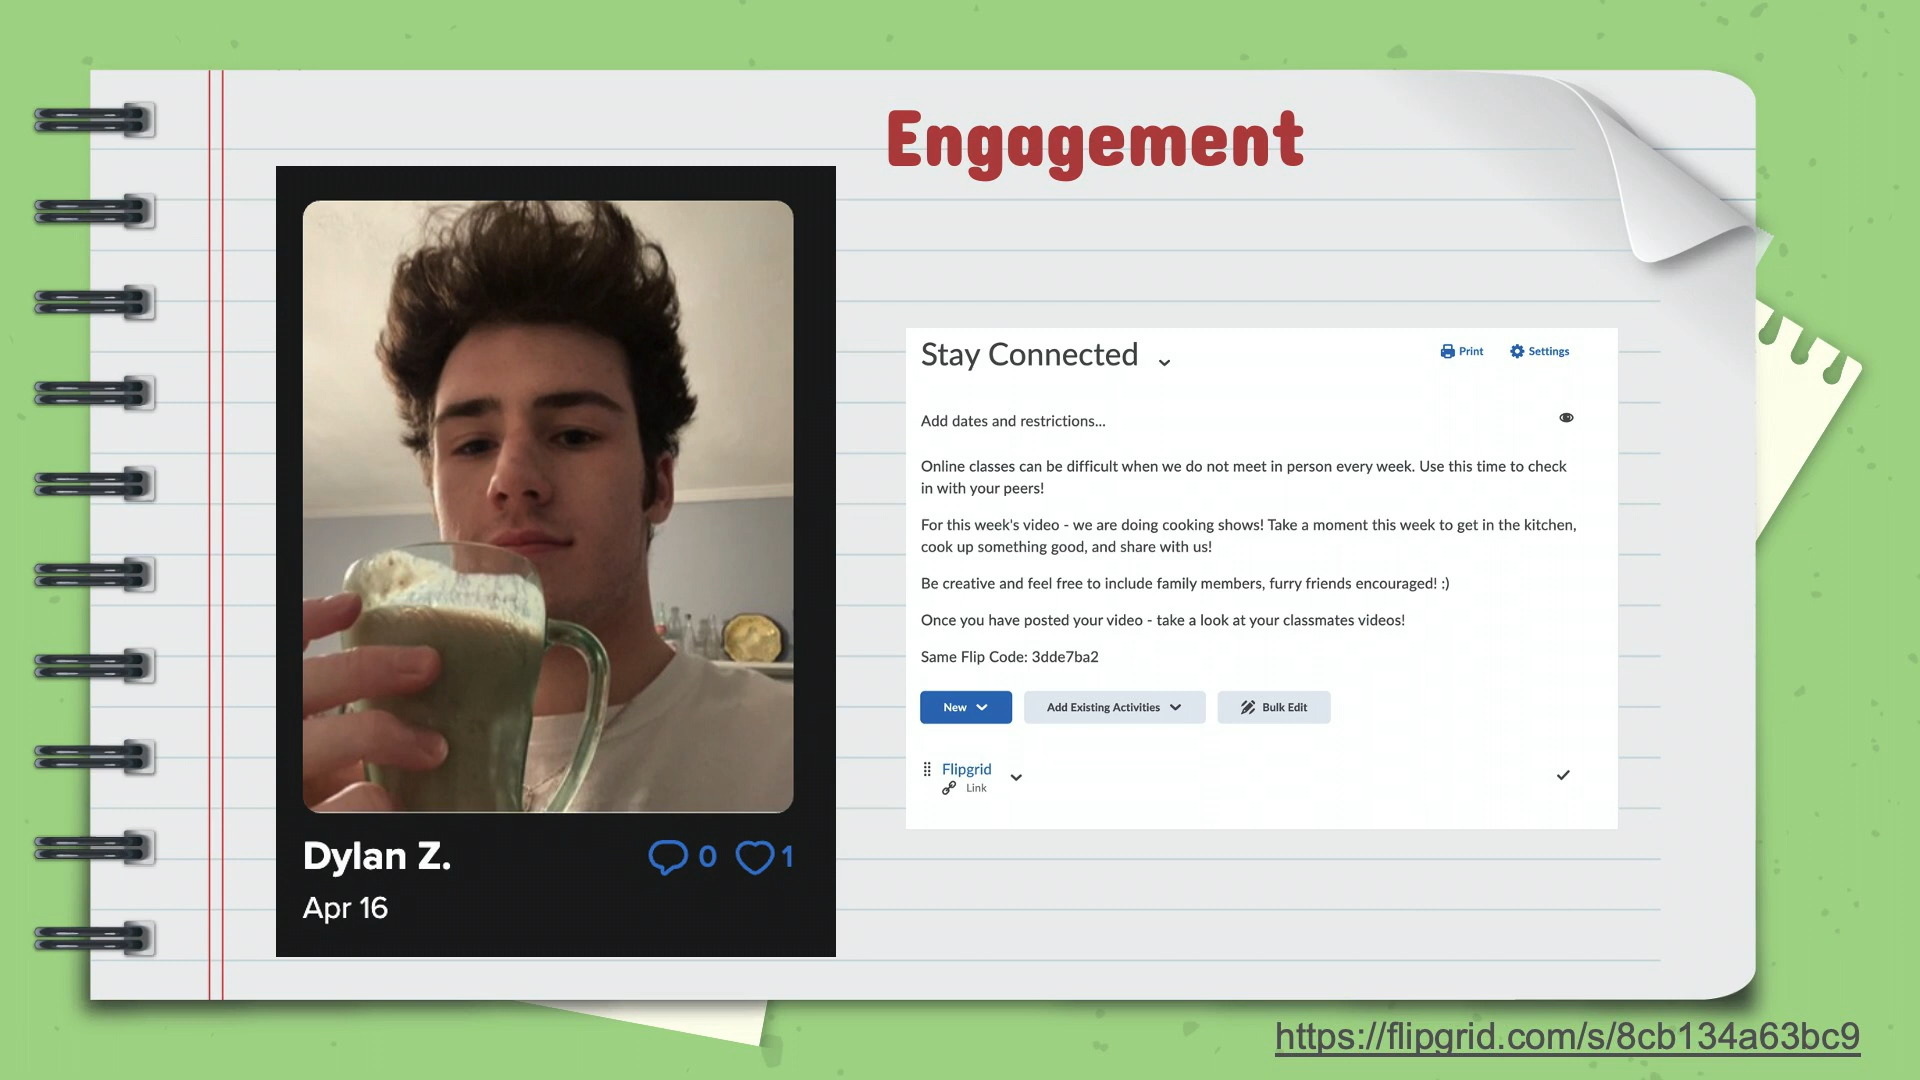 Engagement
Dylan Z.
0 1
Apr 16
Stay Connected
Print Settings
Add dates and restrictions...
Online classes can be difficult when we do not meet in person every week. Use this time to check
in with your peers!
For this week's video - we are doing cooking shows! Take a moment this week to get in the kitchen,
cook up something good, and share with us!
Be creative and feel free to include family members, furry friends encouraged! :)
Once you have posted your video - take a look at your classmates videos!
Same Flip Code: 3dde7ba2
New Add Existing Activities Bulk Edit
Flipgrid
Link
https://flipgrid.com/s/8cb134a63bc9